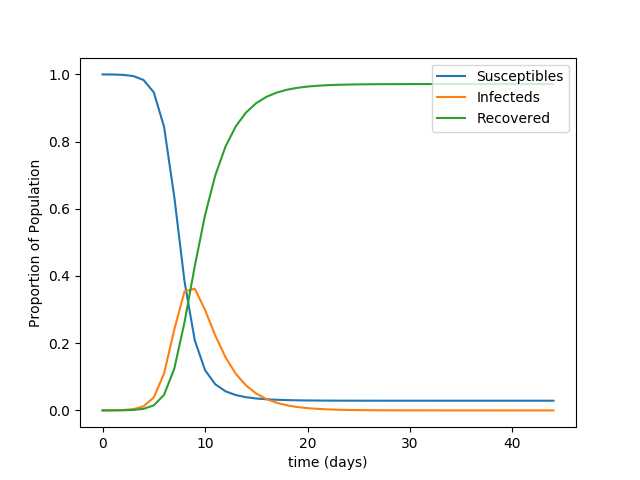 Susceptibles
Infecteds
Recovered
Proportion of Population
1.0
0.8
0.6
0.4
0.2
0.0
0 10 20 30 40
time (days)